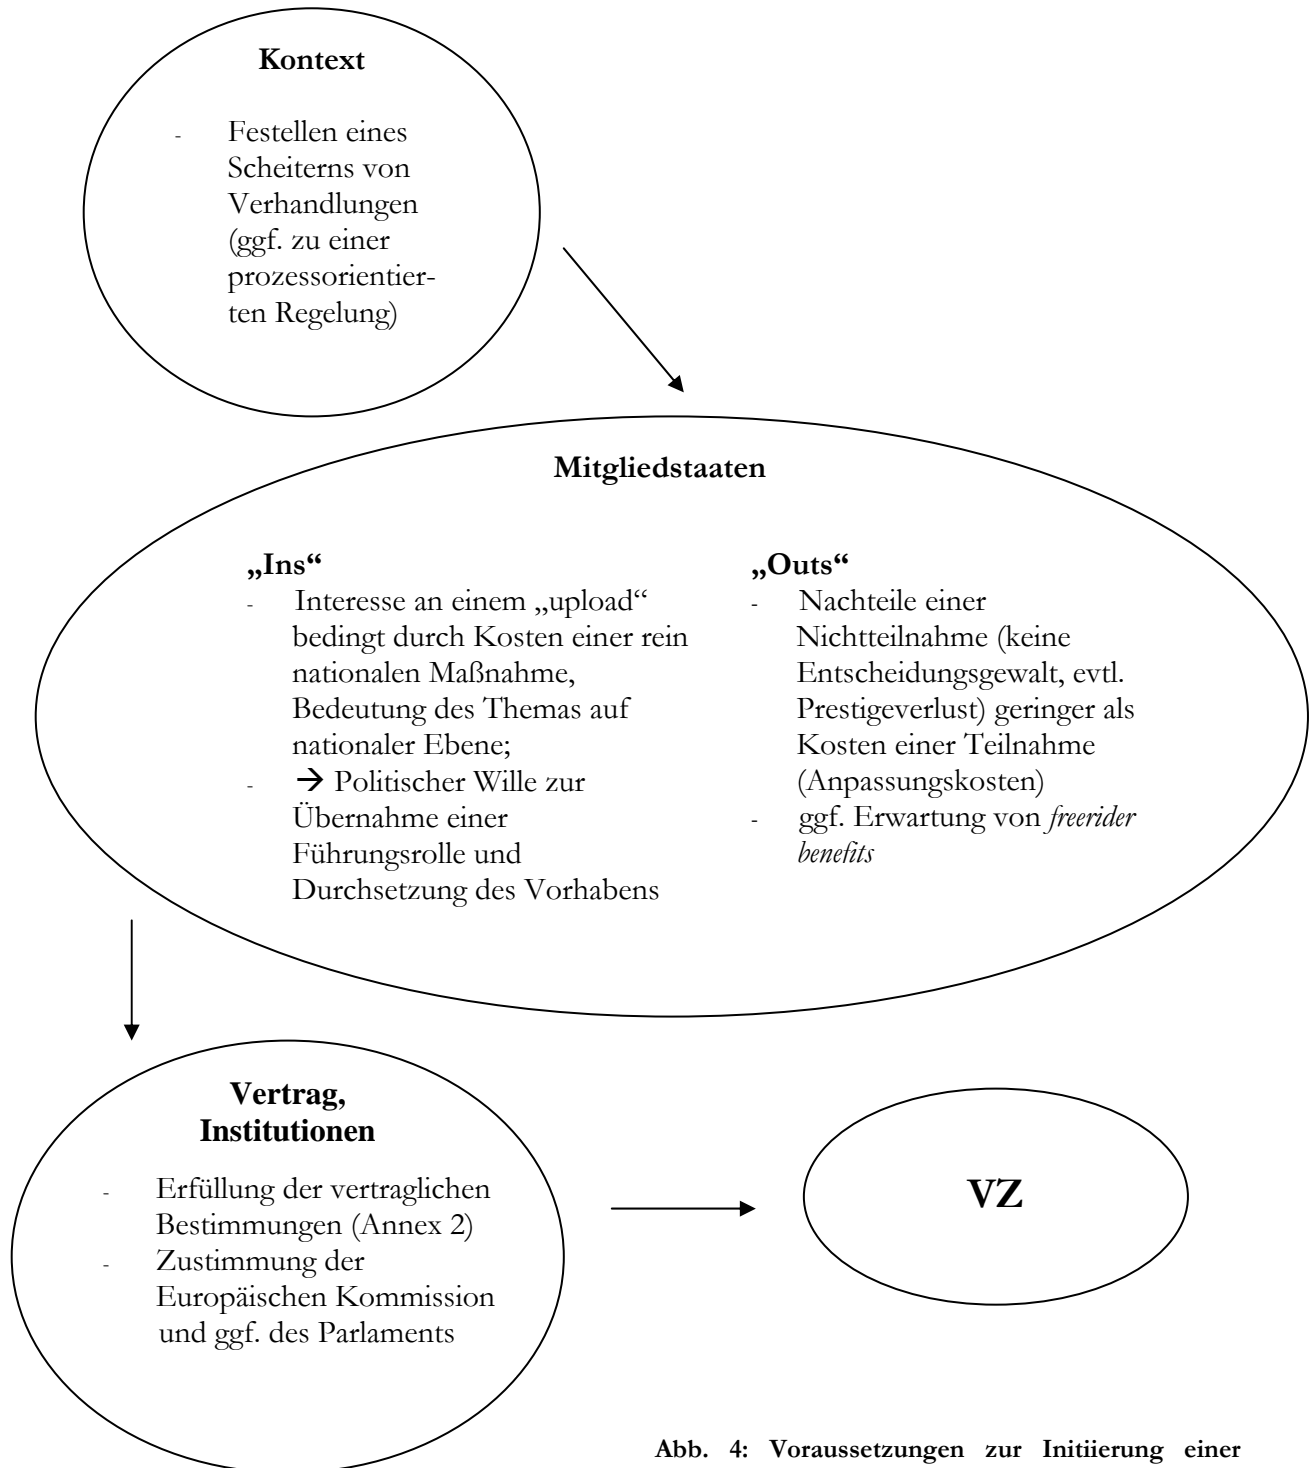 Kontext
- Festellen eines
Scheiterns von
Verhandlungen
(ggf. zu einer
prozessorientier-
ten Regelung)
Mitgliedstaaten
„Ins“
- Interesse an einem „upload“
bedingt durch Kosten einer rein
nationalen Maßnahme,
Bedeutung des Themas auf
nationaler Ebene;
- → Politischer Wille zur
Übernahme einer
Führungsrolle und
Durchsetzung des Vorhabens
„Outs“
- Nachteile einer
Nichtteilnahme (keine
Entscheidungsgewalt, evtl.
Prestigeverlust) geringer als
Kosten einer Teilnahme
(Anpassungskosten)
- ggf. Erwartung von freerider
benefits
Vertrag,
Institutionen
- Erfüllung der vertraglichen
Bestimmungen (Annex 2)
- Zustimmung der
Europäischen Kommission
und ggf. des Parlaments
VZ
Abb. 4: Voraussetzungen zur Initiierung einer